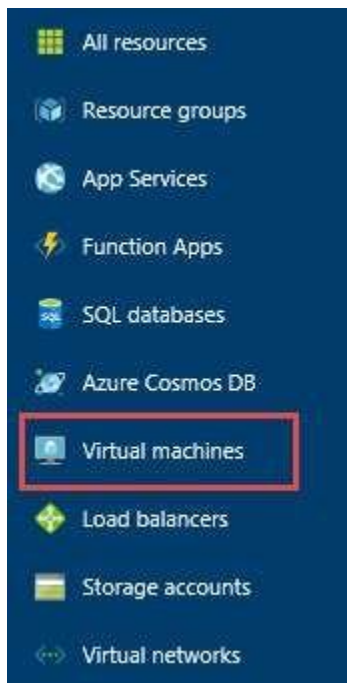 All resources
Resource groups
App Services
Function Apps
SQL databases
Azure Cosmos DB
Virtual machines
Load balancers
Storage accounts
Virtual networks